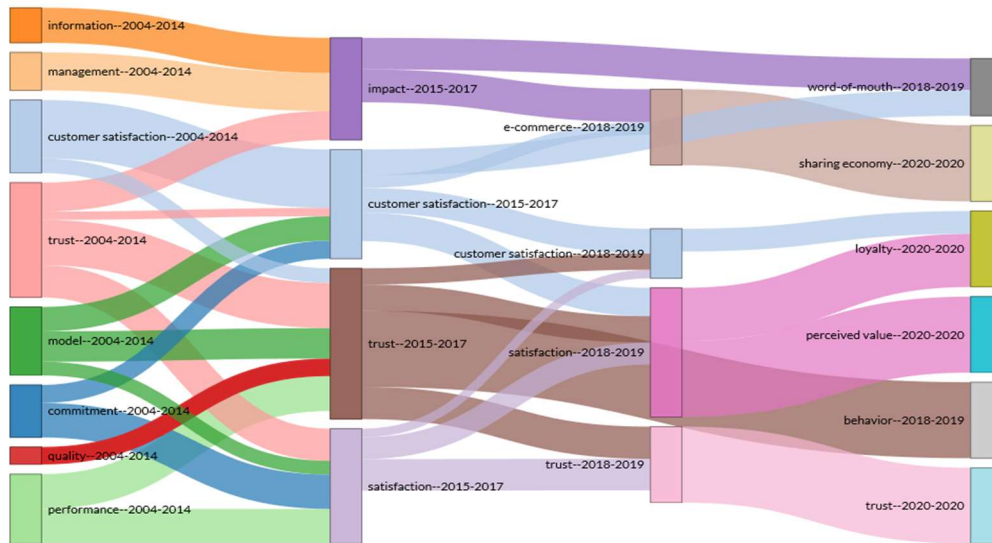 information--2004-2014
management--2004-2014
customer satisfaction--2004-2014
trust--2004-2014
model--2004-2014
commitment--2004-2014
quality--2004-2014
performance--2004-2014
impact--2015-2017
customer satisfaction--2015-2017
trust--2015-2017
satisfaction--2015-2017
e-commerce--2018-2019
customer satisfaction--2018-2019
satisfaction--2018-2019
trust--2018-2019
word-of-mouth--2018-2019
sharing economy--2020-2020
loyalty--2020-2020
perceived value--2020-2020
behavior--2018-2019
trust--2020-2020